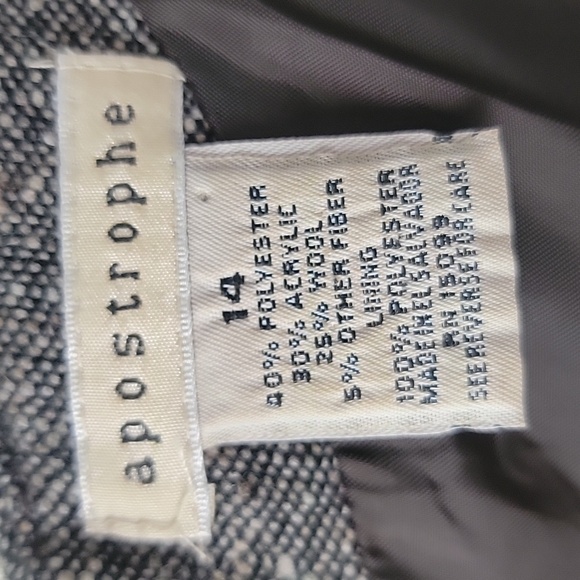 apostrophe
14
40% POLYESTER
30% ACRYLIC
25% WOOL
5% OTHER FIBER
LINING
100% POLYESTER
MADE IN EL SALVADOR
RN 15099
SEE REVERSE FOR CARE